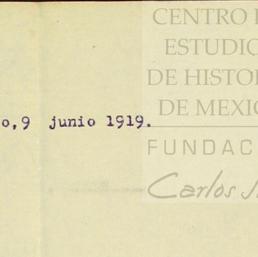 CENTRO
ESTUDIO
DE HISTOR
DE MEXIC
o, 9 junio 1919.
FUNDAC
Carlos